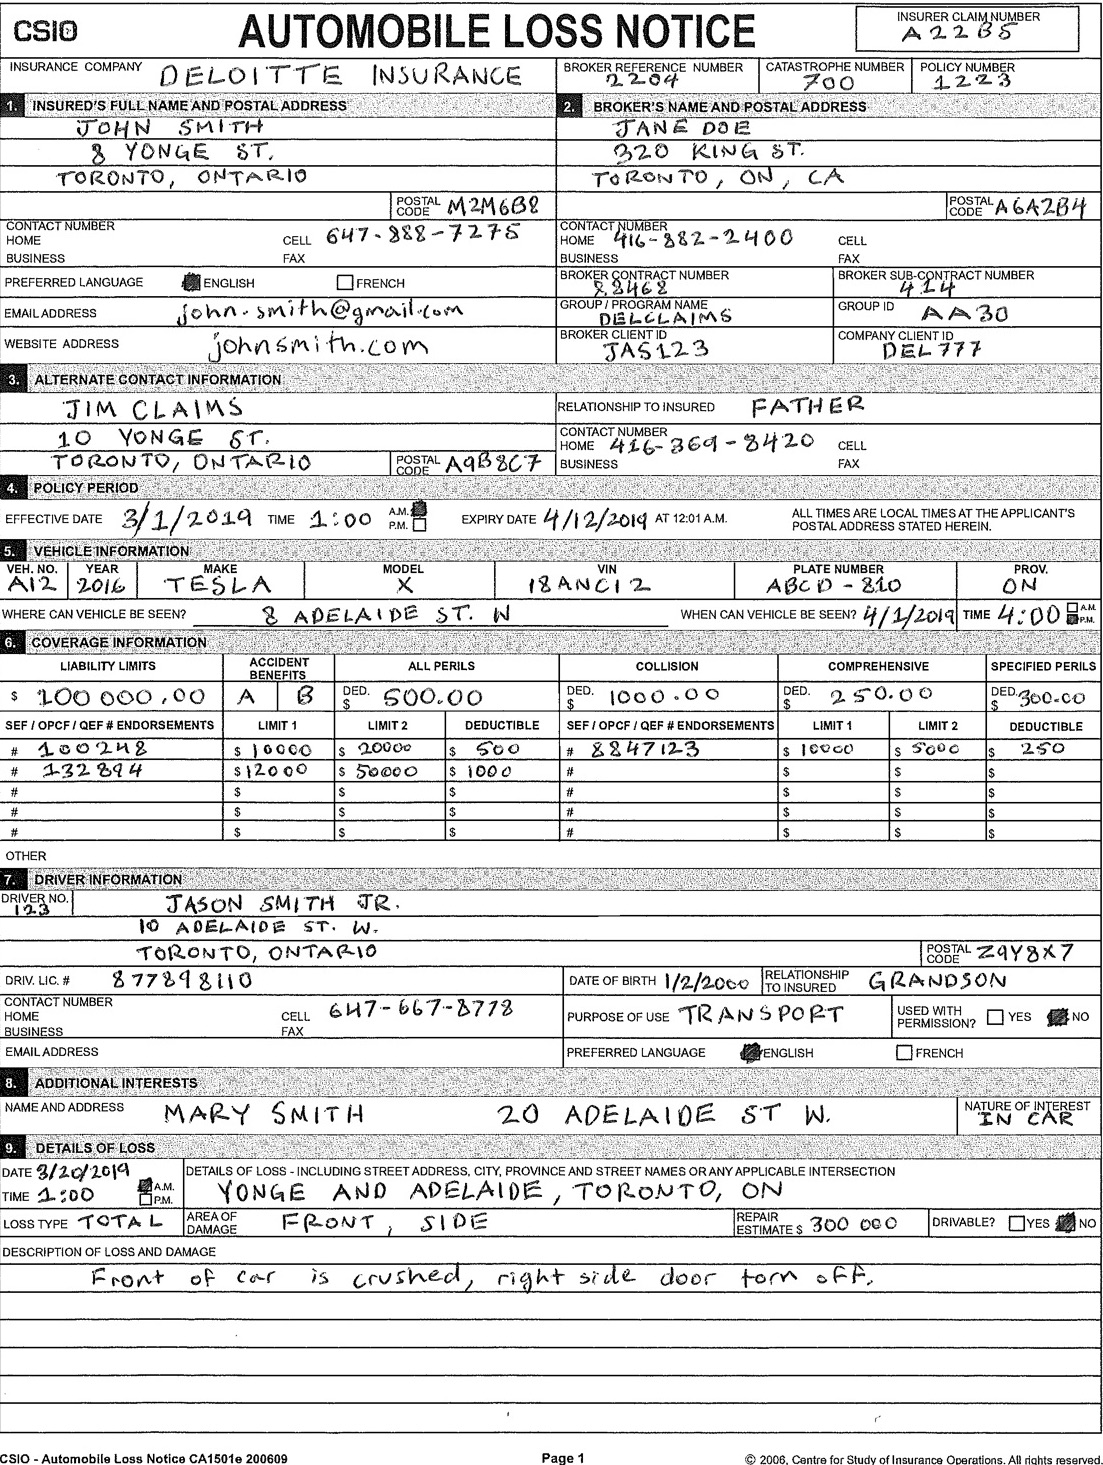 CSIO
AUTOMOBILE LOSS NOTICE
INSURER CLAIM NUMBER
A22B5
INSURANCE COMPANY DELOITTE INSURANCE
BROKER REFERENCE NUMBER
2204
CATASTROPHE NUMBER
700
POLICY NUMBER
1223
1. INSURED'S FULL NAME AND POSTAL ADDRESS
JOHN SMITH
8 YONGE ST.
TORONTO, ONTARIO
POSTAL CODE M2M6B8
CONTACT NUMBER
HOME CELL 647-888-7275
BUSINESS FAX
PREFERRED LANGUAGE ENGLISH FRENCH
EMAIL ADDRESS john.smith@gmail.com
WEBSITE ADDRESS johnsmith.com
2. BROKER'S NAME AND POSTAL ADDRESS
JANE DOE
320 KING ST.
TORONTO, ON, CA
POSTAL CODE A6A2B4
CONTACT NUMBER
HOME 416-882-2400 CELL
BUSINESS FAX
BROKER CONTRACT NUMBER
88468
BROKER SUB-CONTRACT NUMBER
414
GROUP / PROGRAM NAME
DELCLAIMS
GROUP ID AA30
BROKER CLIENT ID
JAS123
COMPANY CLIENT ID
DEL777
3. ALTERNATE CONTACT INFORMATION
JIM CLAIMS
10 YONGE ST.
TORONTO, ONTARIO POSTAL CODE A9B8C7
RELATIONSHIP TO INSURED FATHER
CONTACT NUMBER
HOME 416-369-8420 CELL
BUSINESS FAX
4. POLICY PERIOD
EFFECTIVE DATE 3/1/2019 TIME 1:00 A.M. P.M. EXPIRY DATE 4/12/2019 AT 12:01 A.M.
ALL TIMES ARE LOCAL TIMES AT THE APPLICANT'S
POSTAL ADDRESS STATED HEREIN.
5. VEHICLE INFORMATION
VEH. NO. YEAR MAKE MODEL VIN PLATE NUMBER PROV.
A12 2016 TESLA X 18ANC12 ABCD-810 ON
WHERE CAN VEHICLE BE SEEN? 8 ADELAIDE ST. W WHEN CAN VEHICLE BE SEEN? 4/1/2019 TIME 4:00 A.M. P.M.
6. COVERAGE INFORMATION
LIABILITY LIMITS ACCIDENT BENEFITS ALL PERILS COLLISION COMPREHENSIVE SPECIFIED PERILS
$ 100 000.00 A B DED. $ 500.00 DED. $ 1000.00 DED. $ 250.00 DED. $ 300.00
SEF / OPCF / QEF # ENDORSEMENTS LIMIT 1 LIMIT 2 DEDUCTIBLE SEF / OPCF / QEF # ENDORSEMENTS LIMIT 1 LIMIT 2 DEDUCTIBLE
# 100248 $ 10000 $ 20000 $ 500 # 8847123 $ 10000 $ 5000 $ 250
# 132894 $ 12000 $ 50000 $ 1000 # $ $ $
# $ $ $ # $ $ $
# $ $ $ # $ $ $
# $ $ $ # $ $ $
OTHER
7. DRIVER INFORMATION
DRIVER NO.
123
JASON SMITH JR.
10 ADELAIDE ST. W.
TORONTO, ONTARIO POSTAL CODE Z9Y8X7
DRIV. LIC. # 877898110 DATE OF BIRTH 1/2/2000 RELATIONSHIP TO INSURED GRANDSON
CONTACT NUMBER
HOME CELL 647-667-8778
BUSINESS FAX
PURPOSE OF USE TRANSPORT USED WITH PERMISSION? YES NO
EMAIL ADDRESS PREFERRED LANGUAGE ENGLISH FRENCH
8. ADDITIONAL INTERESTS
NAME AND ADDRESS MARY SMITH 20 ADELAIDE ST W.
NATURE OF INTEREST
IN CAR
9. DETAILS OF LOSS
DATE 3/20/2019
TIME 1:00 A.M. P.M.
DETAILS OF LOSS - INCLUDING STREET ADDRESS, CITY, PROVINCE AND STREET NAMES OR ANY APPLICABLE INTERSECTION
YONGE AND ADELAIDE, TORONTO, ON
LOSS TYPE TOTAL AREA OF DAMAGE FRONT, SIDE REPAIR ESTIMATE $ 300 000 DRIVABLE? YES NO
DESCRIPTION OF LOSS AND DAMAGE
Front of car is crushed, right side door torn off.
CSIO - Automobile Loss Notice CA1501e 200609
Page 1
© 2006, Centre for Study of Insurance Operations. All rights reserved.